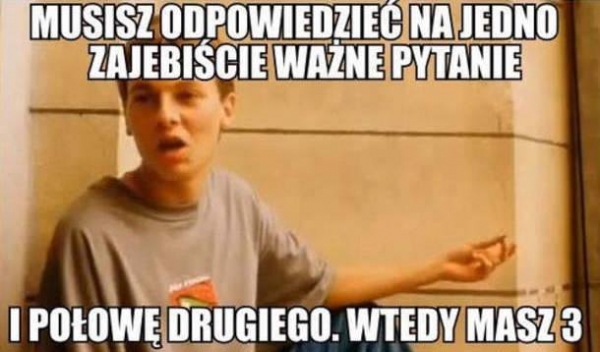 MUSISZ ODPOWIEDZIEĆ NA JEDNO
ZAJEBIŚCIE WAŻNE PYTANIE
I POŁOWĘ DRUGIEGO. WTEDY MASZ 3